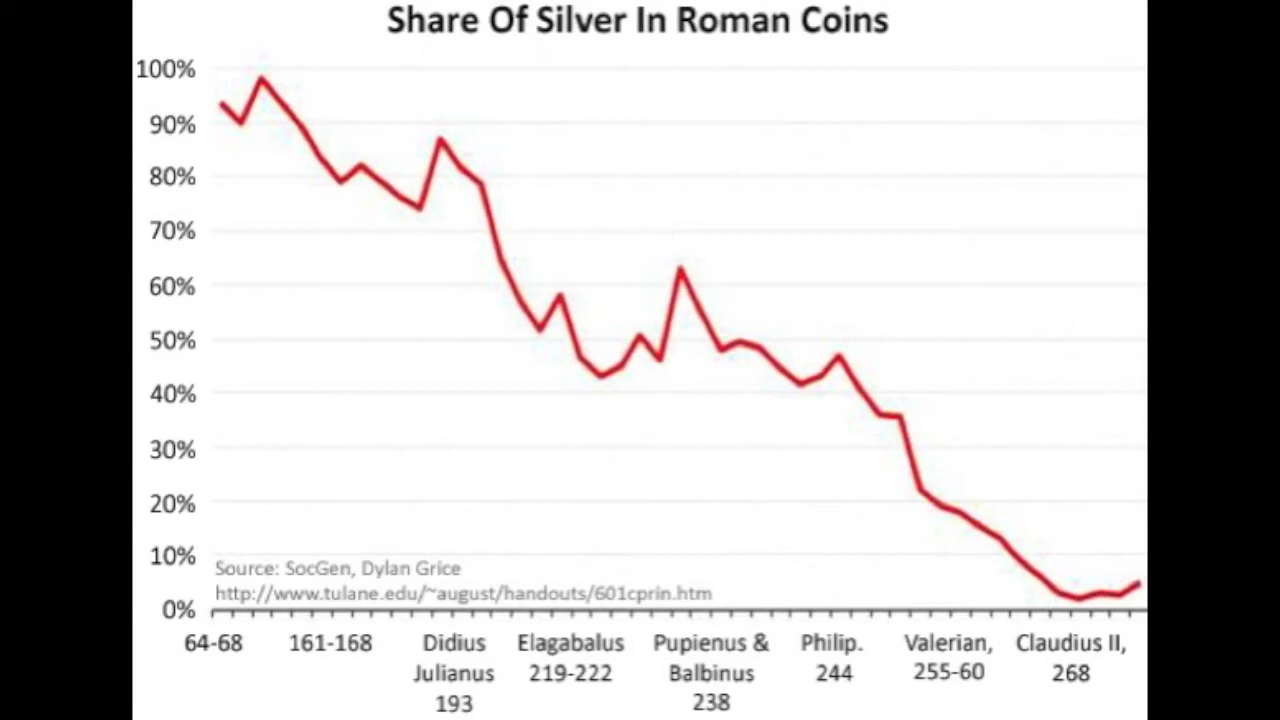 Share Of Silver In Roman Coins
100%
90%
80%
70%
60%
50%
40%
30%
20%
10%
0%
Source: SocGen, Dylan Grice
http://www.tulane.edu/~august/handouts/601cprin.htm
64-68
161-168
Didius
Julianus
193
Elagabalus
219-222
Pupienus &
Balbinus
238
Philip.
244
Valerian,
255-60
Claudius II,
268